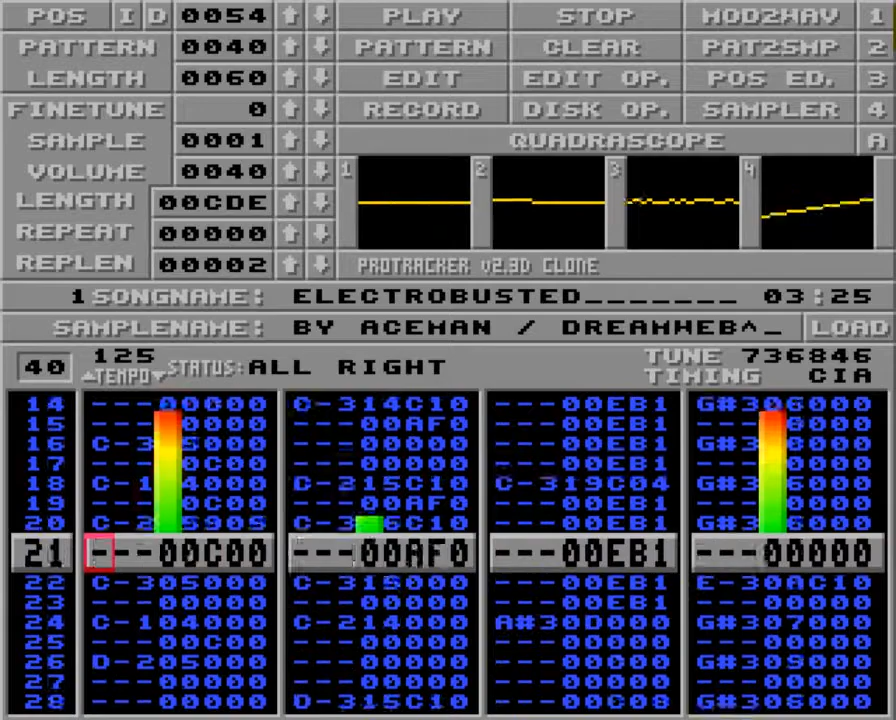 POS I D 0054 PLAY STOP MOD2WAV 1
PATTERN 0040 PATTERN CLEAR PAT2SMP 2
LENGTH 0060 EDIT EDIT OP. POS ED. 3
FINETUNE 0 RECORD DISK OP. SAMPLER 4
SAMPLE 0001 QUADRASCOPE A
VOLUME 0040 1 2 3 4
LENGTH 00CDE
REPEAT 00000
REPLEN 00002 PROTRACKER V2.3D CLONE
1 SONGNAME: ELECTROBUSTED_______ 03:25
SAMPLENAME: BY ACEMAN / DREAMWEB^_ LOAD
40 125 TEMPO STATUS: ALL RIGHT TUNE 736846
TIMING CIA
14 ---00C00 C-314C10 ---00EB1 G#306000
15 00AF0 ---00EB1
16 C-3 ---00000 ---00EB1 G#3
17 ---00000 ---00EB1
18 C-1 C-215C10 C-319C04 G#3
19 ---00AF0 ---00EB1
20 C-2 5905 C-3 C10 ---00EB1 G#3
21 ---00C00 ---00AF0 ---00EB1 ---00000
22 C-305000 C-315000 ---00EB1 E-30AC10
23 ---00000 ---00000 ---00EB1 ---00000
24 C-104000 C-214000 A#30D000 G#307000
25 ---00C00 ---00000 ---00000 ---00000
26 D-205000 ---00000 ---00C00 G#309000
27 ---00000 ---00000 ---00000 ---00000
28 ---00000 D-315C10 ---00C08 G#306000